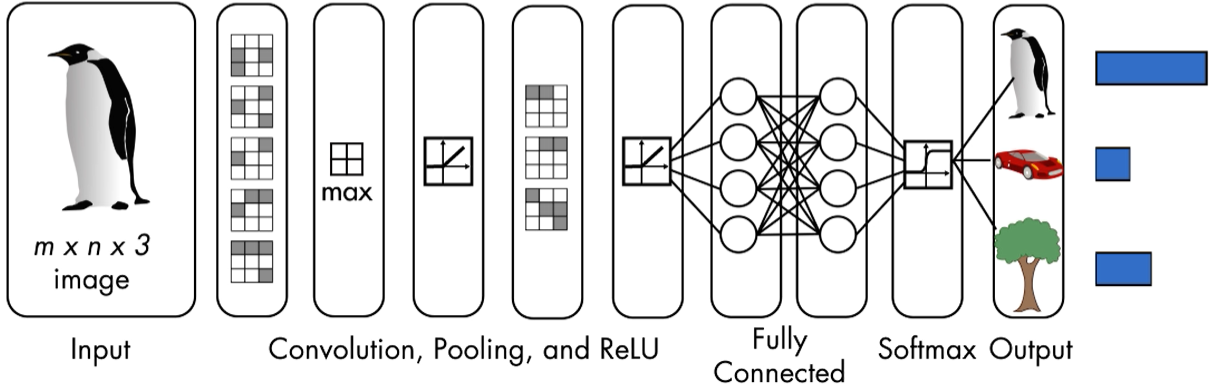 m x n x 3
image
max
Input
Convolution, Pooling, and ReLU
Fully
Connected
Softmax
Output